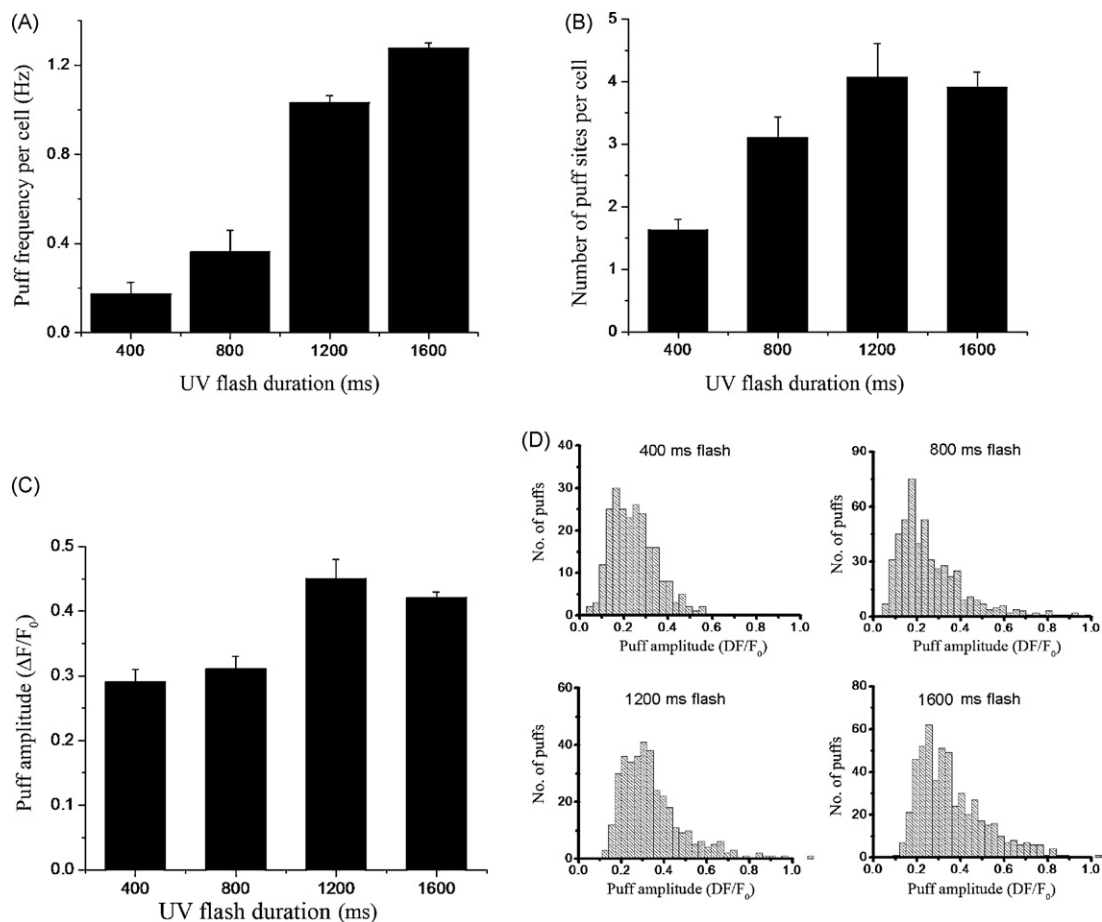 (A)
Puff frequency per cell (Hz)
1.2
0.8
0.4
0.0
400 800 1200 1600
UV flash duration (ms)
(B)
Number of puff sites per cell
5
4
3
2
1
0
400 800 1200 1600
UV flash duration (ms)
(C)
Puff amplitude (ΔF/F₀)
0.5
0.4
0.3
0.2
0.1
0.0
400 800 1200 1600
UV flash duration (ms)
(D)
400 ms flash
No. of puffs
40
30
20
10
0
0.0 0.2 0.4 0.6 0.8 1.0
Puff amplitude (DF/F₀)
800 ms flash
No. of puffs
90
60
30
0
0.0 0.2 0.4 0.6 0.8 1.0
Puff amplitude (DF/F₀)
1200 ms flash
No. of puffs
60
40
20
0
0.0 0.2 0.4 0.6 0.8 1.0
Puff amplitude (DF/F₀)
1600 ms flash
No. of puffs
80
60
40
20
0
0.0 0.2 0.4 0.6 0.8 1.0
Puff amplitude (DF/F₀)